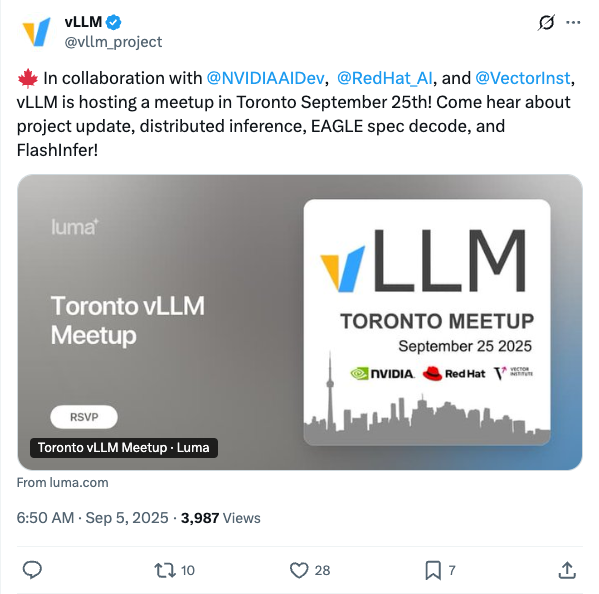 vLLM
@vllm_project
🍁 In collaboration with @NVIDIAAIDev, @RedHat_AI, and @VectorInst,
vLLM is hosting a meetup in Toronto September 25th! Come hear about
project update, distributed inference, EAGLE spec decode, and
FlashInfer!
luma
Toronto vLLM
Meetup
RSVP
Toronto vLLM Meetup · Luma
vLLM
TORONTO MEETUP
September 25 2025
NVIDIA. Red Hat VECTOR
INSTITUTE
From luma.com
6:50 AM · Sep 5, 2025 · 3,987 Views
10 28 7